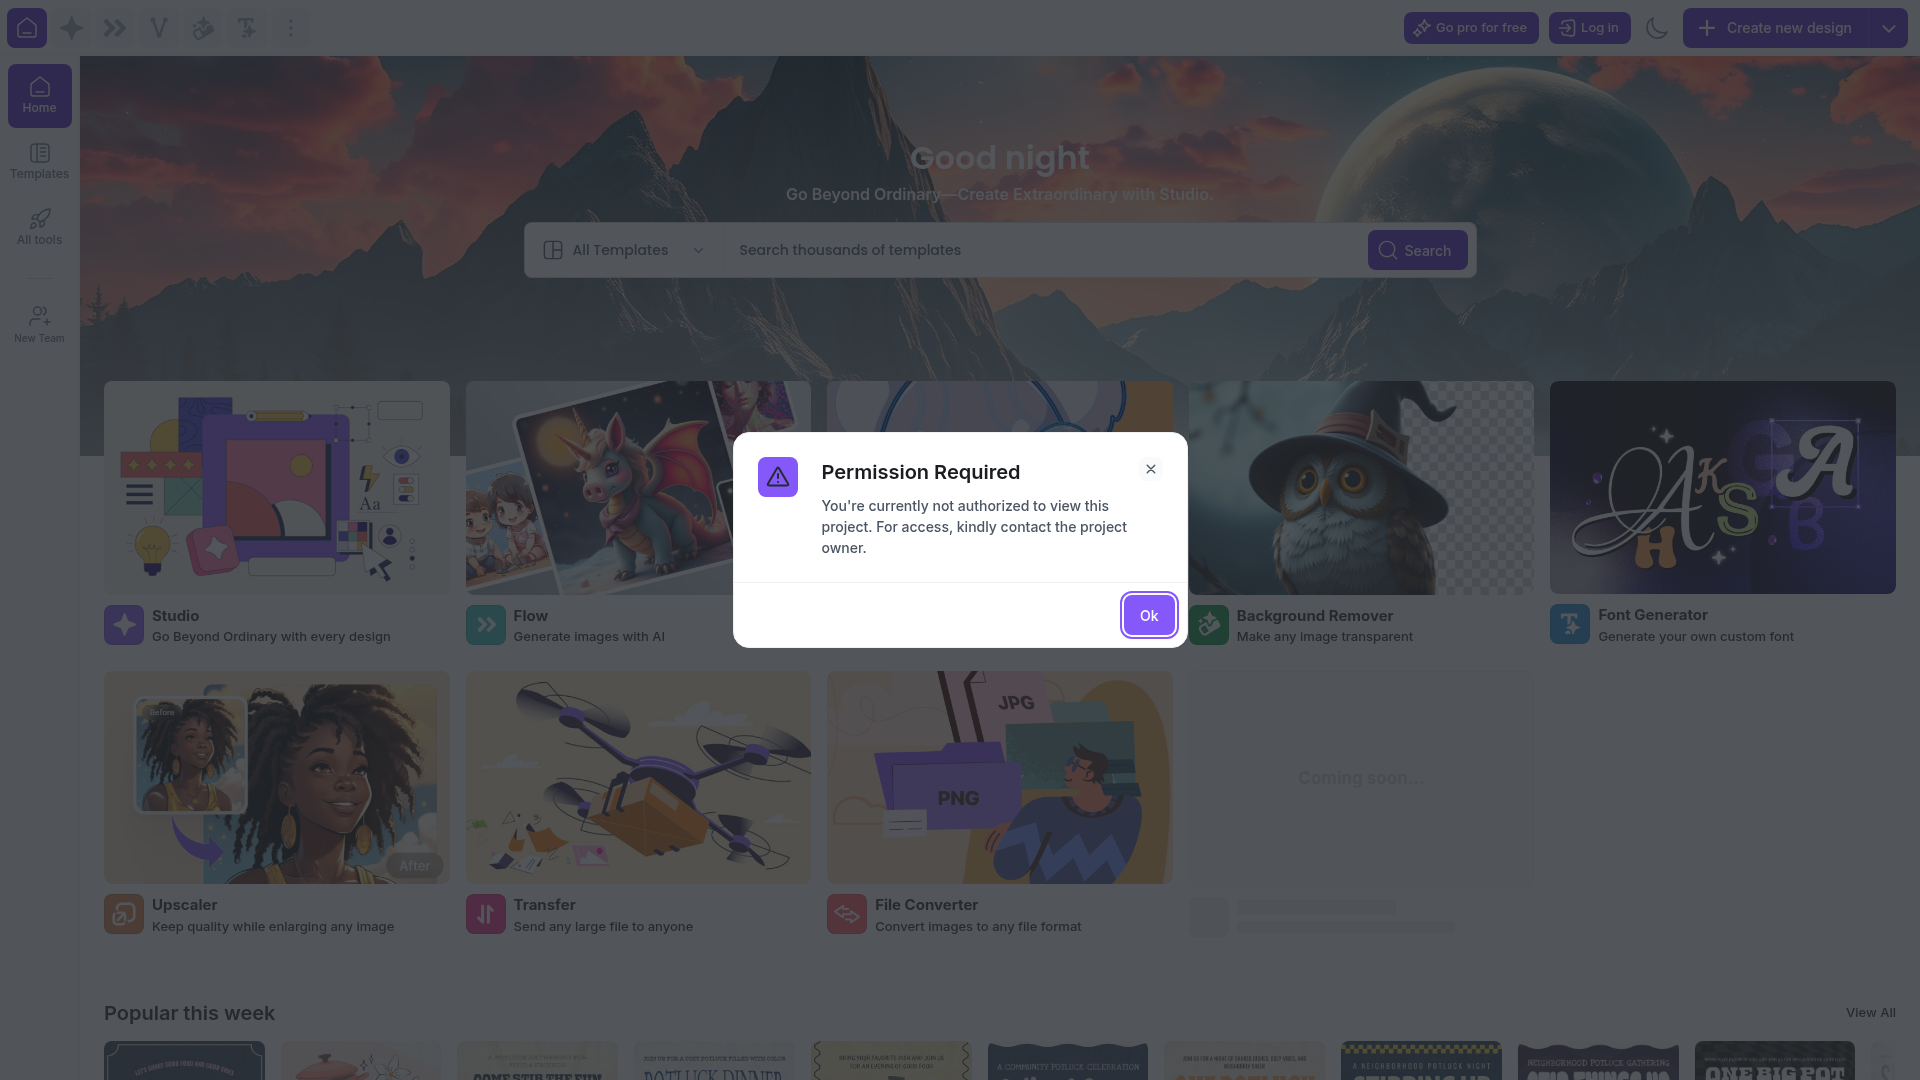 Go pro for free
Log in
Create new design
Home
Templates
All tools
New Team
Good night
Go Beyond Ordinary—Create Extraordinary with Studio.
All Templates
Search thousands of templates
Search
Permission Required
You're currently not authorized to view this
project. For access, kindly contact the project
owner.
Ok
Aa
Studio
Go Beyond Ordinary with every design
Flow
Generate images with AI
Background Remover
Make any image transparent
Font Generator
Generate your own custom font
Before
After
JPG
PNG
Coming soon...
Upscaler
Keep quality while enlarging any image
Transfer
Send any large file to anyone
File Converter
Convert images to any file format
Popular this week
View All
POTLUCK DINNER
A COMMUNITY POTLUCK CELEBRATION
A NEIGHBORHOOD POTLUCK NIGHT
NEIGHBORHOOD POTLUCK GATHERING
ONE BIG POT